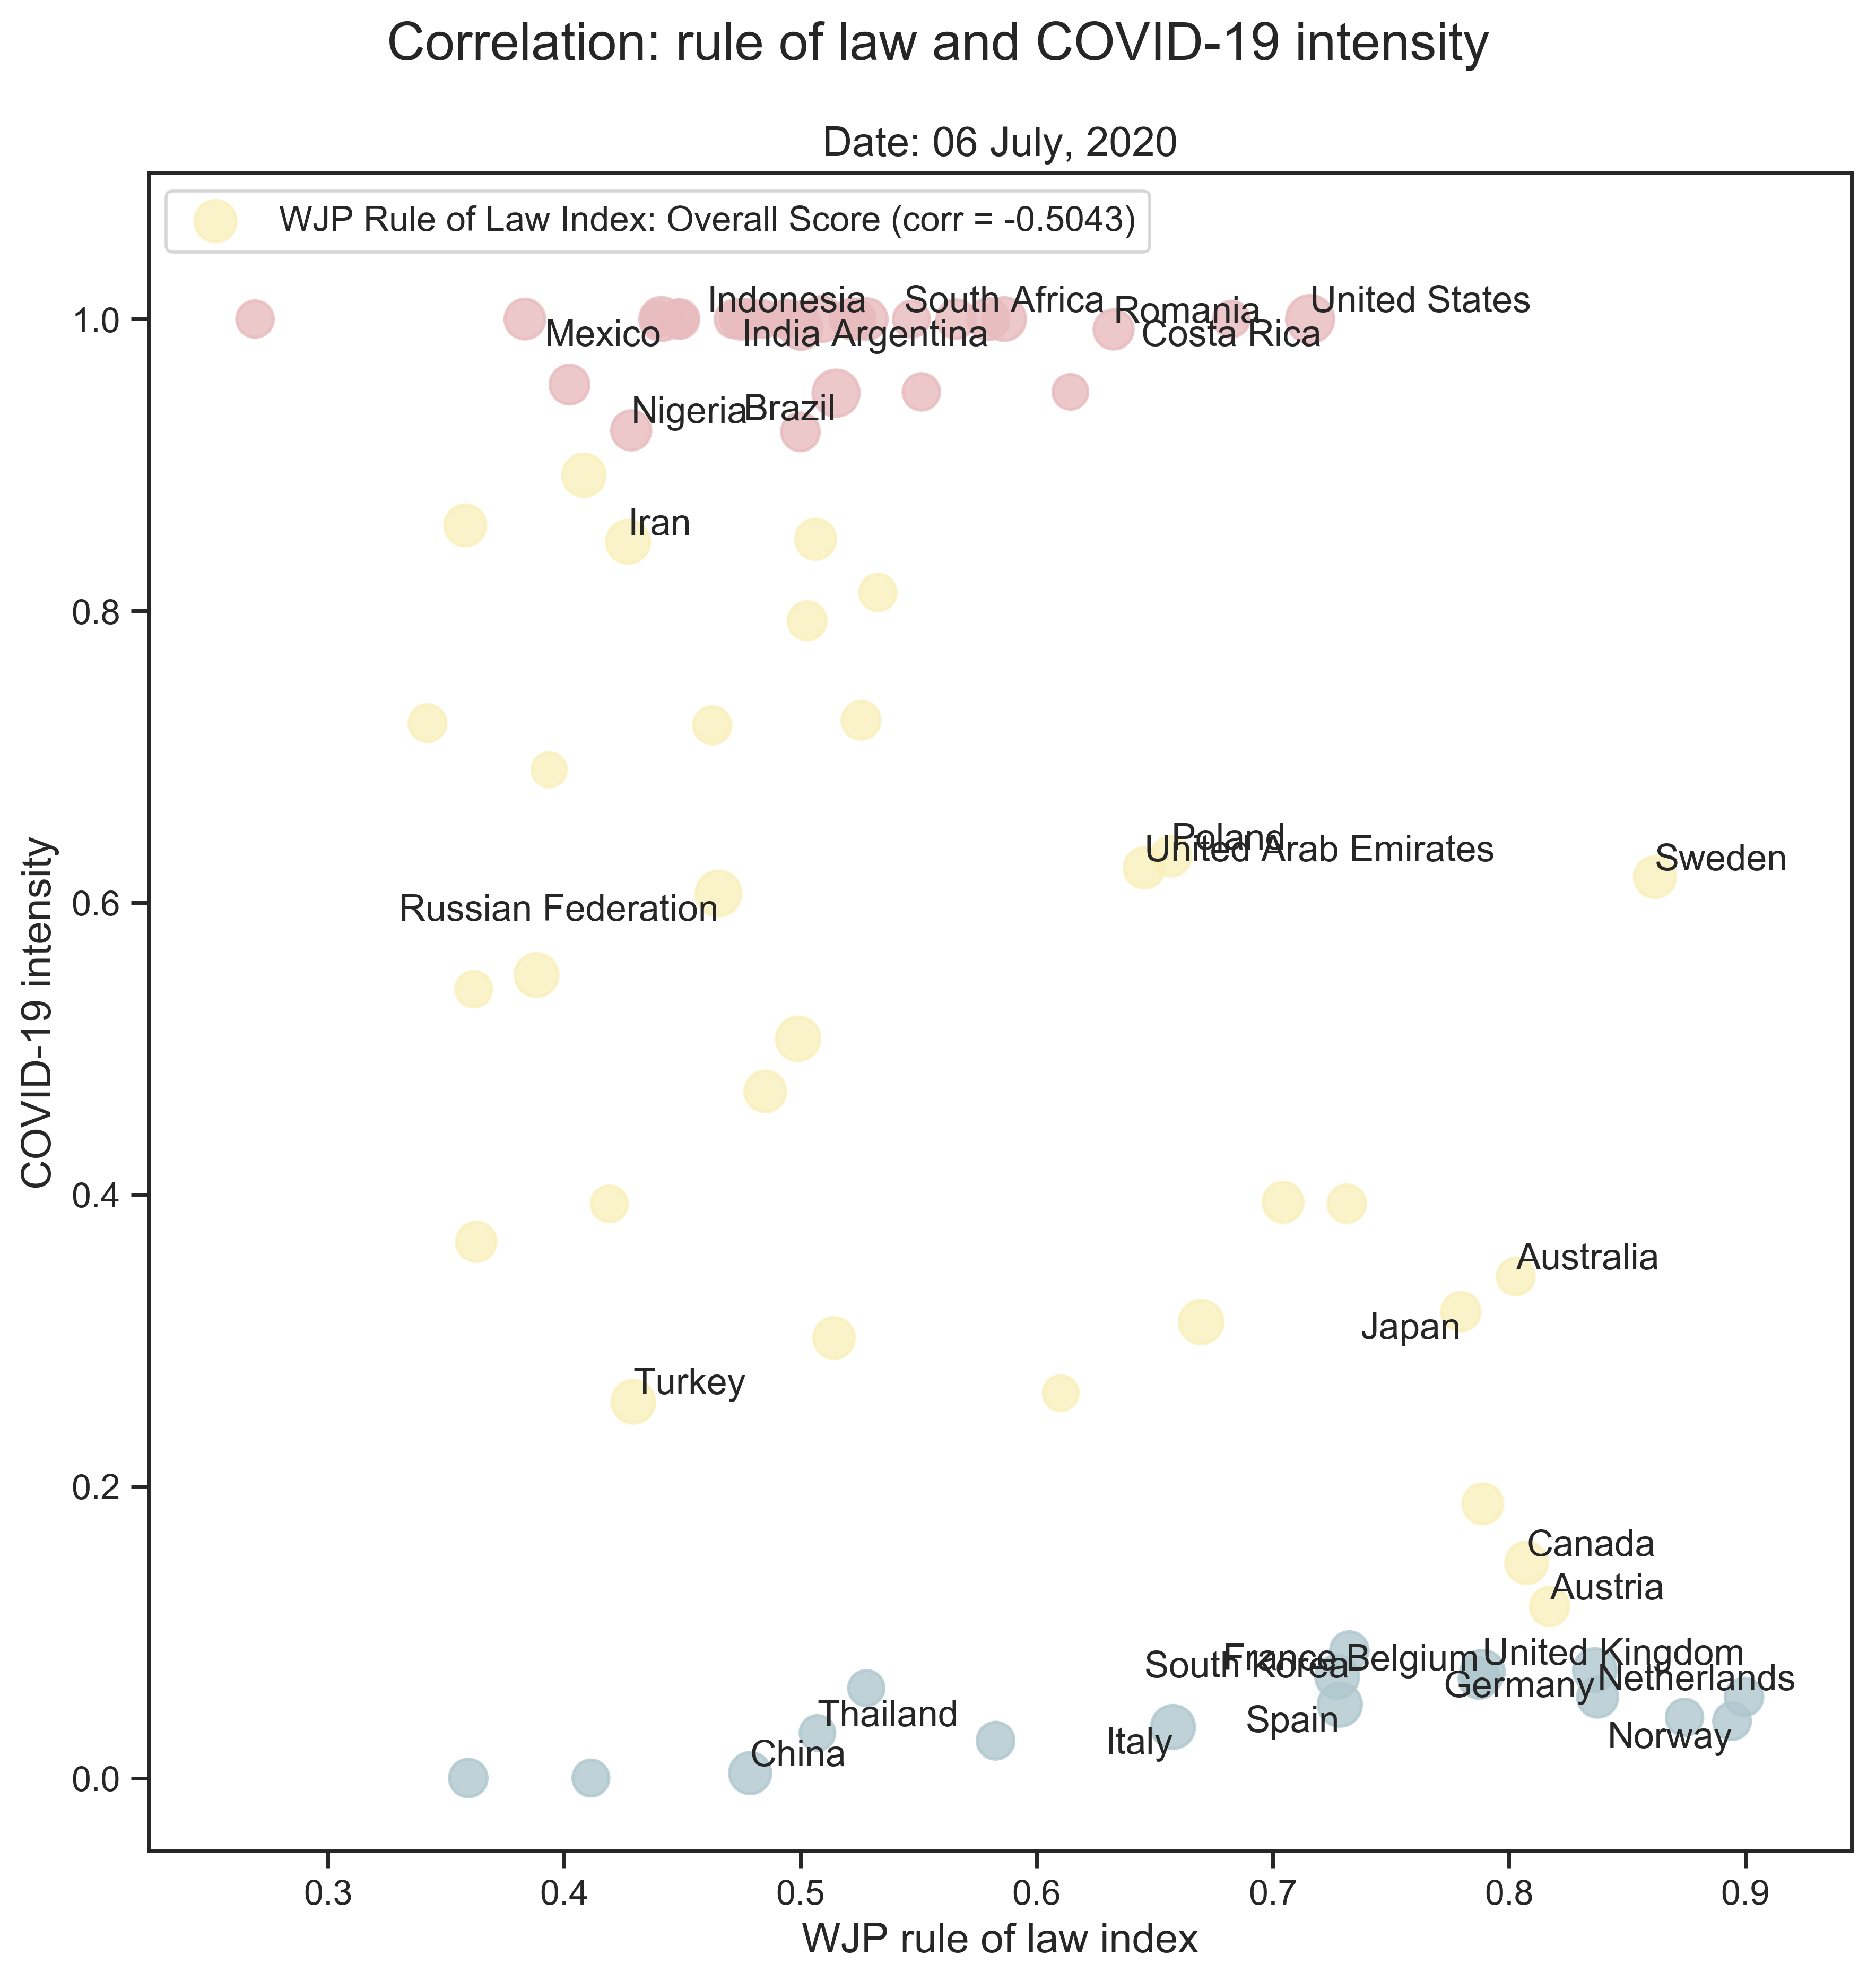 Correlation: rule of law and COVID-19 intensity
Date: 06 July, 2020
WJP Rule of Law Index: Overall Score (corr = -0.5043)
Indonesia
South Africa
Romania
United States
Mexico
India
Argentina
Costa Rica
Nigeria
Brazil
Iran
Poland
United Arab Emirates
Sweden
Russian Federation
Australia
Japan
Turkey
Canada
Austria
United Kingdom
France
Belgium
South Korea
Netherlands
Germany
Thailand
Spain
Norway
Italy
China
1.0
0.8
0.6
0.4
0.2
0.0
COVID-19 intensity
0.3 0.4 0.5 0.6 0.7 0.8 0.9
WJP rule of law index